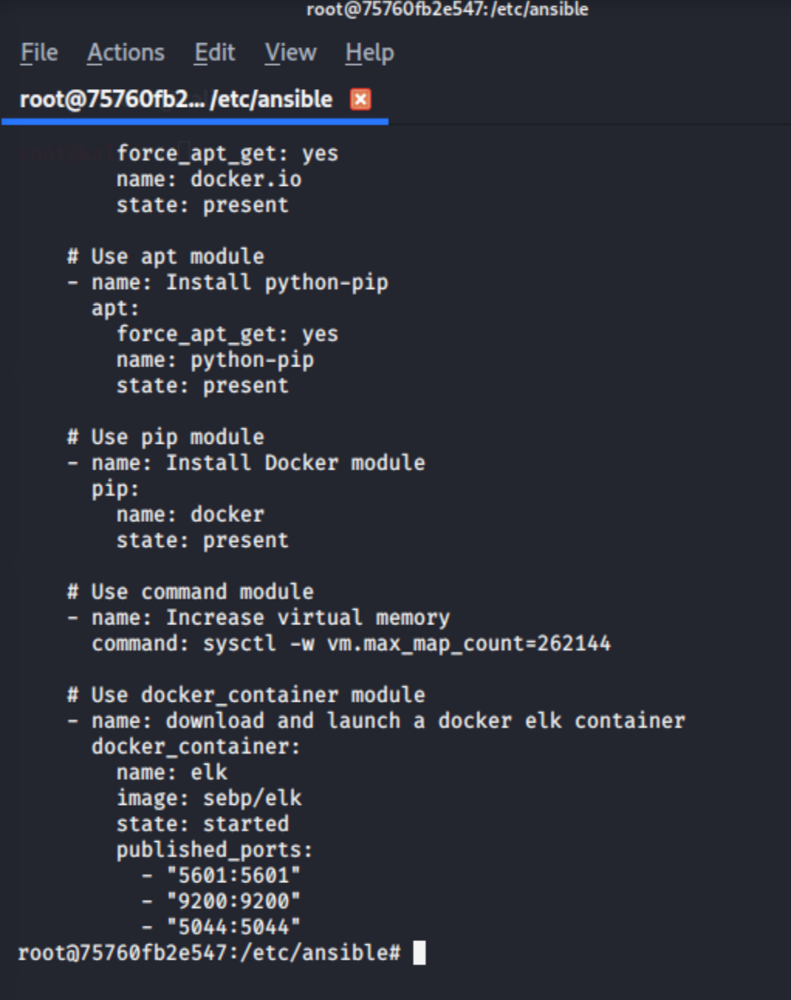 root@75760fb2e547:/etc/ansible
File Actions Edit View Help
root@75760fb2... /etc/ansible
force_apt_get: yes
name: docker.io
state: present
# Use apt module
- name: Install python-pip
apt:
force_apt_get: yes
name: python-pip
state: present
# Use pip module
- name: Install Docker module
pip:
name: docker
state: present
# Use command module
- name: Increase virtual memory
command: sysctl -w vm.max_map_count=262144
# Use docker_container module
- name: download and launch a docker elk container
docker_container:
name: elk
image: sebp/elk
state: started
published_ports:
- "5601:5601"
- "9200:9200"
- "5044:5044"
root@75760fb2e547:/etc/ansible#